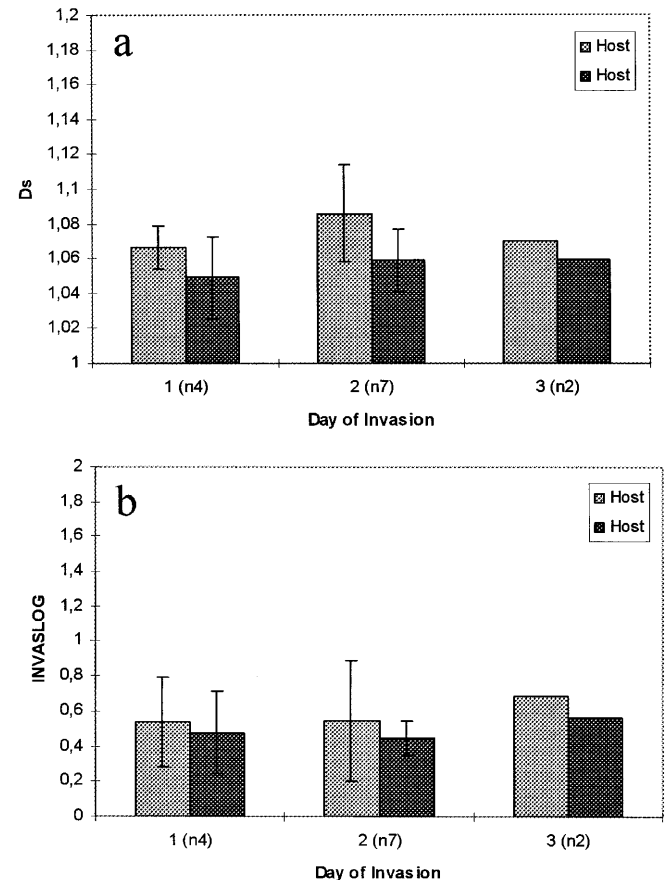 a
1,2
1,18
1,16
1,14
1,12
1,1
1,08
1,06
1,04
1,02
1
Ds
Host
Host
1 (n4) 2 (n7) 3 (n2)
Day of Invasion
b
2
1,8
1,6
1,4
1,2
1
0,8
0,6
0,4
0,2
0
INVASLOG
Host
Host
1 (n4) 2 (n7) 3 (n2)
Day of Invasion